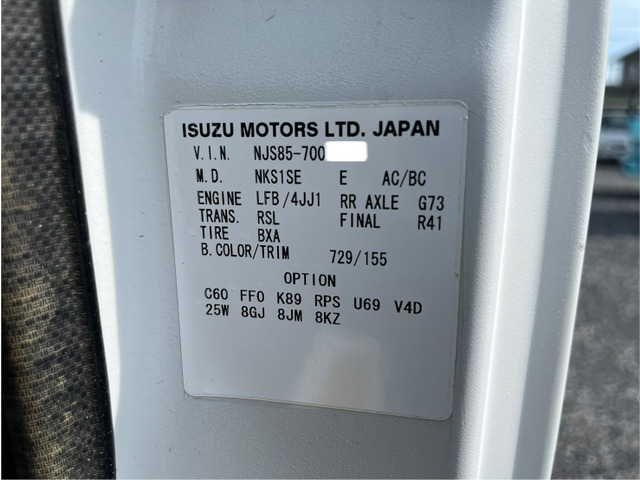 ISUZU MOTORS LTD. JAPAN
V.I.N. NJS85-700
M.D. NKS1SE E AC/BC
ENGINE LFB/4JJ1 RR AXLE G73
TRANS. RSL FINAL R41
TIRE BXA
B.COLOR/TRIM 729/155
OPTION
C60 FF0 K89 RPS U69 V4D
25W 8GJ 8JM 8KZ